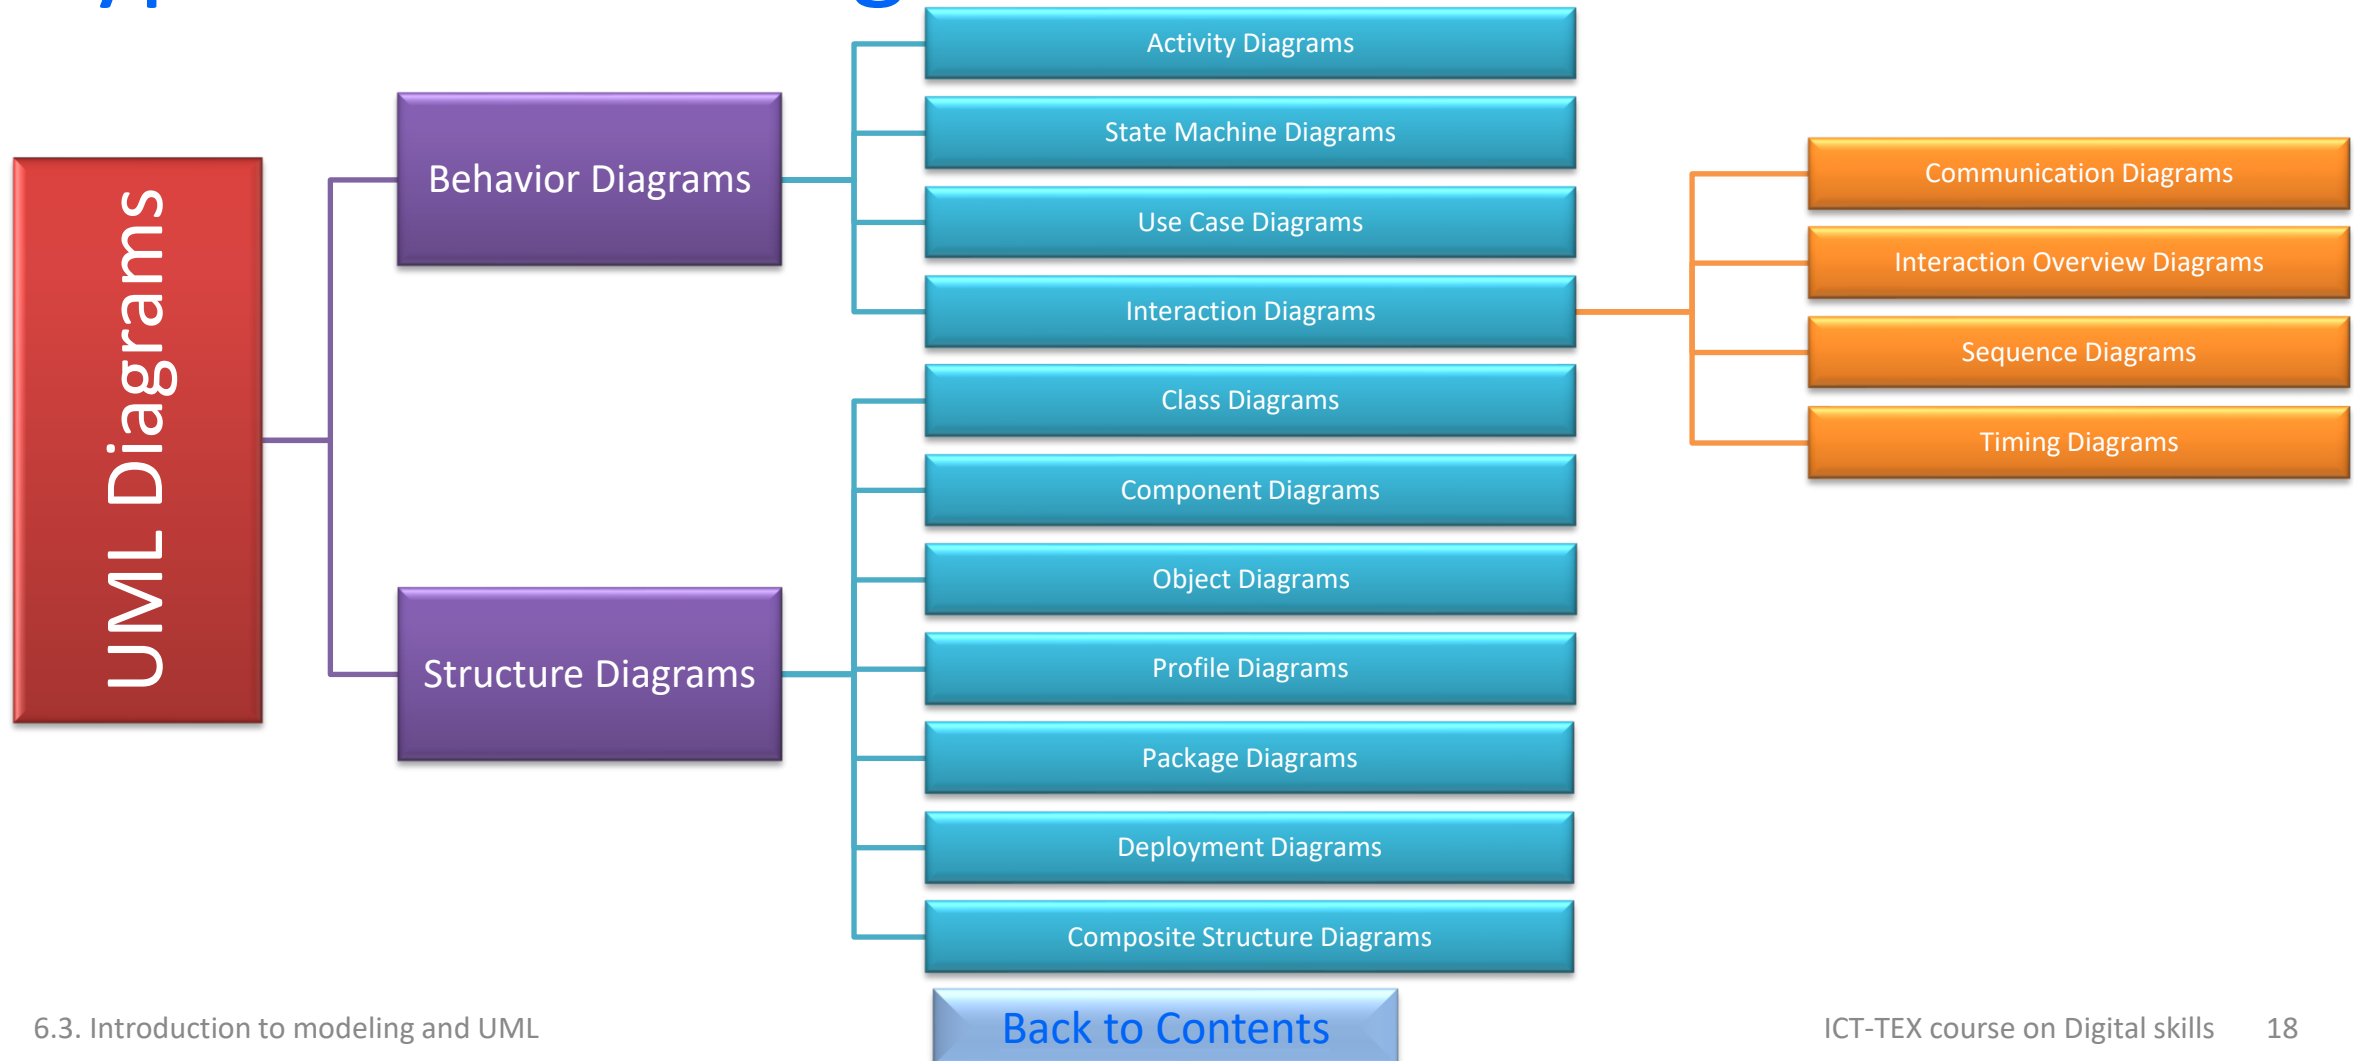 UML Diagrams
Behavior Diagrams
Structure Diagrams
Activity Diagrams
State Machine Diagrams
Use Case Diagrams
Interaction Diagrams
Class Diagrams
Component Diagrams
Object Diagrams
Profile Diagrams
Package Diagrams
Deployment Diagrams
Composite Structure Diagrams
Communication Diagrams
Interaction Overview Diagrams
Sequence Diagrams
Timing Diagrams
6.3. Introduction to modeling and UML
Back to Contents
ICT-TEX course on Digital skills 18